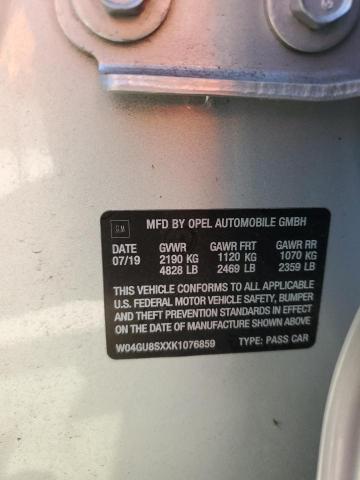 GM
MFD BY OPEL AUTOMOBILE GMBH
DATE GVWR GAWR FRT GAWR RR
07/19 2190 KG 1120 KG 1070 KG
4828 LB 2469 LB 2359 LB
THIS VEHICLE CONFORMS TO ALL APPLICABLE
U.S. FEDERAL MOTOR VEHICLE SAFETY, BUMPER
AND THEFT PREVENTION STANDARDS IN EFFECT
ON THE DATE OF MANUFACTURE SHOWN ABOVE.
W04GU8SXXK1076859 TYPE: PASS CAR